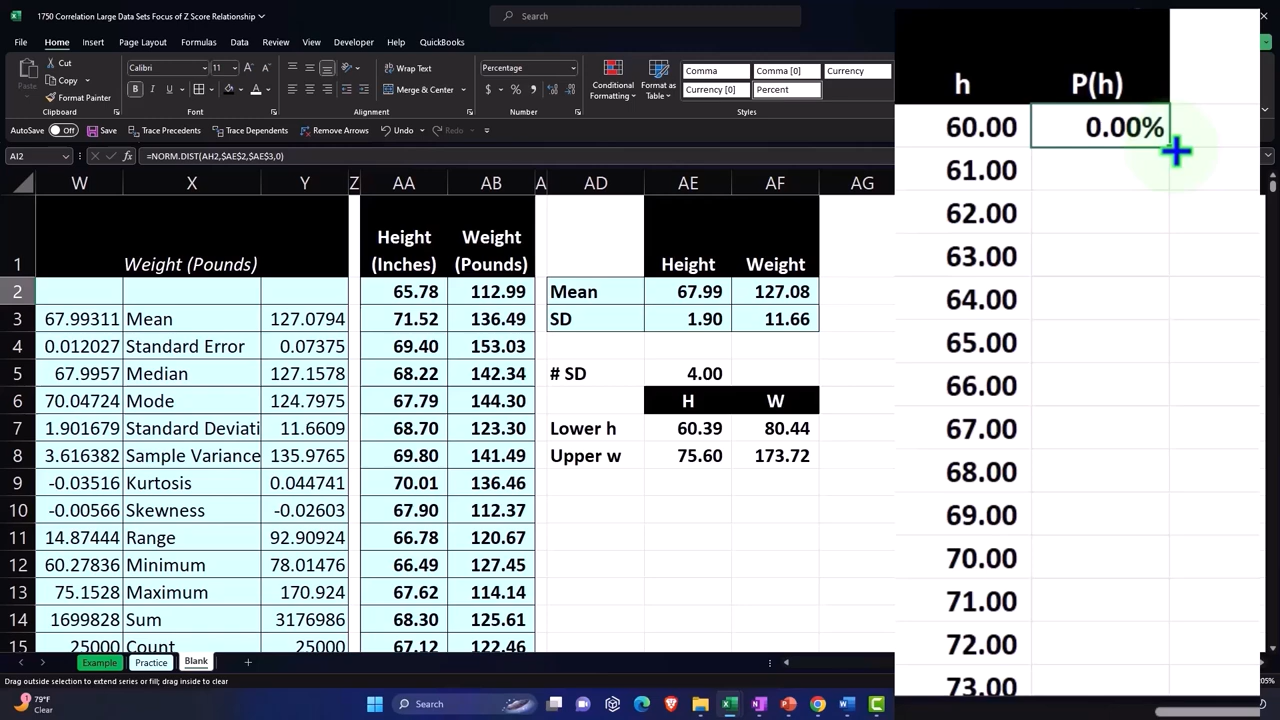 1750 Correlation Large Data Sets Focus of Z Score Relationship
Search
File Home Insert Page Layout Formulas Data Review View Developer Help QuickBooks
Cut
Copy
Format Painter
Paste
Clipboard
Calibri 11
B I U
Font
Wrap Text
Merge & Center
Alignment
Percentage
$ % 9
Number
Conditional Formatting
Format as Table
Comma Comma [0] Currency
Currency [0] Percent
Styles
AutoSave Off Save Trace Precedents Trace Dependents Remove Arrows Undo Redo
AI2 fx =NORM.DIST(AH2,$AE$2,$AE$3,0)
W X Y Z AA AB A AD AE AF AG
1 Weight (Pounds) Height (Inches) Weight (Pounds) Height Weight
2 65.78 112.99 Mean 67.99 127.08
3 67.99311 Mean 127.0794 71.52 136.49 SD 1.90 11.66
4 0.012027 Standard Error 0.07375 69.40 153.03
5 67.9957 Median 127.1578 68.22 142.34 # SD 4.00
6 70.04724 Mode 124.7975 67.79 144.30 H W
7 1.901679 Standard Deviat 11.6609 68.70 123.30 Lower h 60.39 80.44
8 3.616382 Sample Variance 135.9765 69.80 141.49 Upper w 75.60 173.72
9 -0.03516 Kurtosis 0.044741 70.01 136.46
10 -0.00566 Skewness -0.02603 67.90 112.37
11 14.87444 Range 92.90924 66.78 120.67
12 60.27836 Minimum 78.01476 66.49 127.45
13 75.1528 Maximum 170.924 67.62 114.14
14 1699828 Sum 3176986 68.30 125.61
15 25000 Count 25000 67.12 122.46
h P(h)
60.00 0.00%
61.00
62.00
63.00
64.00
65.00
66.00
67.00
68.00
69.00
70.00
71.00
72.00
73.00
Example Practice Blank
Drag outside selection to extend series or fill; drag inside to clear
79°F
Clear
Search